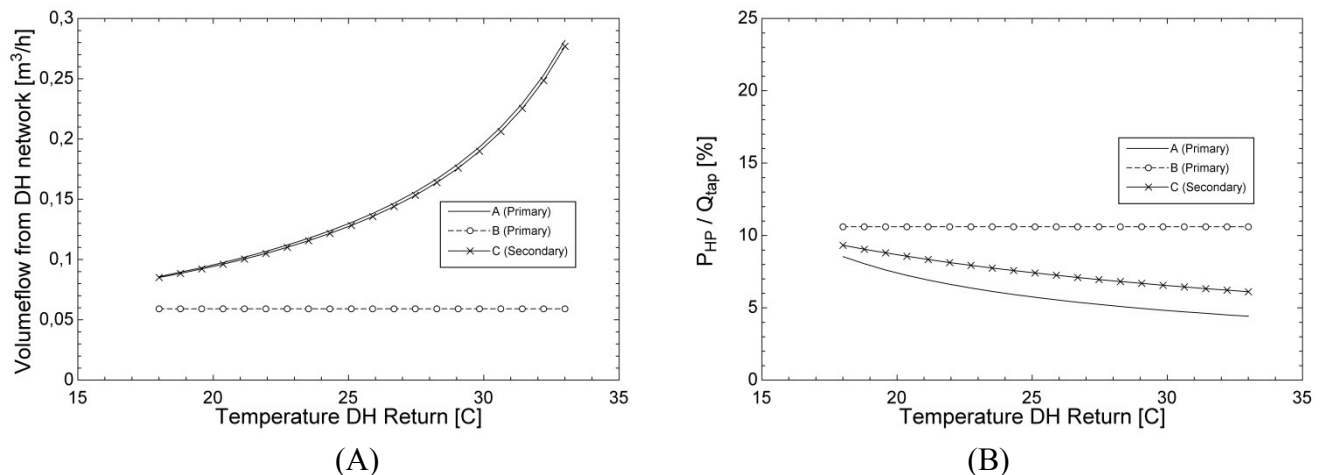 Volumeflow from DH network [m³/h]
0,3
0,25
0,2
0,15
0,1
0,05
0
15 20 25 30 35
Temperature DH Return [C]
A (Primary)
B (Primary)
C (Secondary)
(A)
P_HP / Q_tap [%]
25
20
15
10
5
0
15 20 25 30 35
Temperature DH Return [C]
A (Primary)
B (Primary)
C (Secondary)
(B)